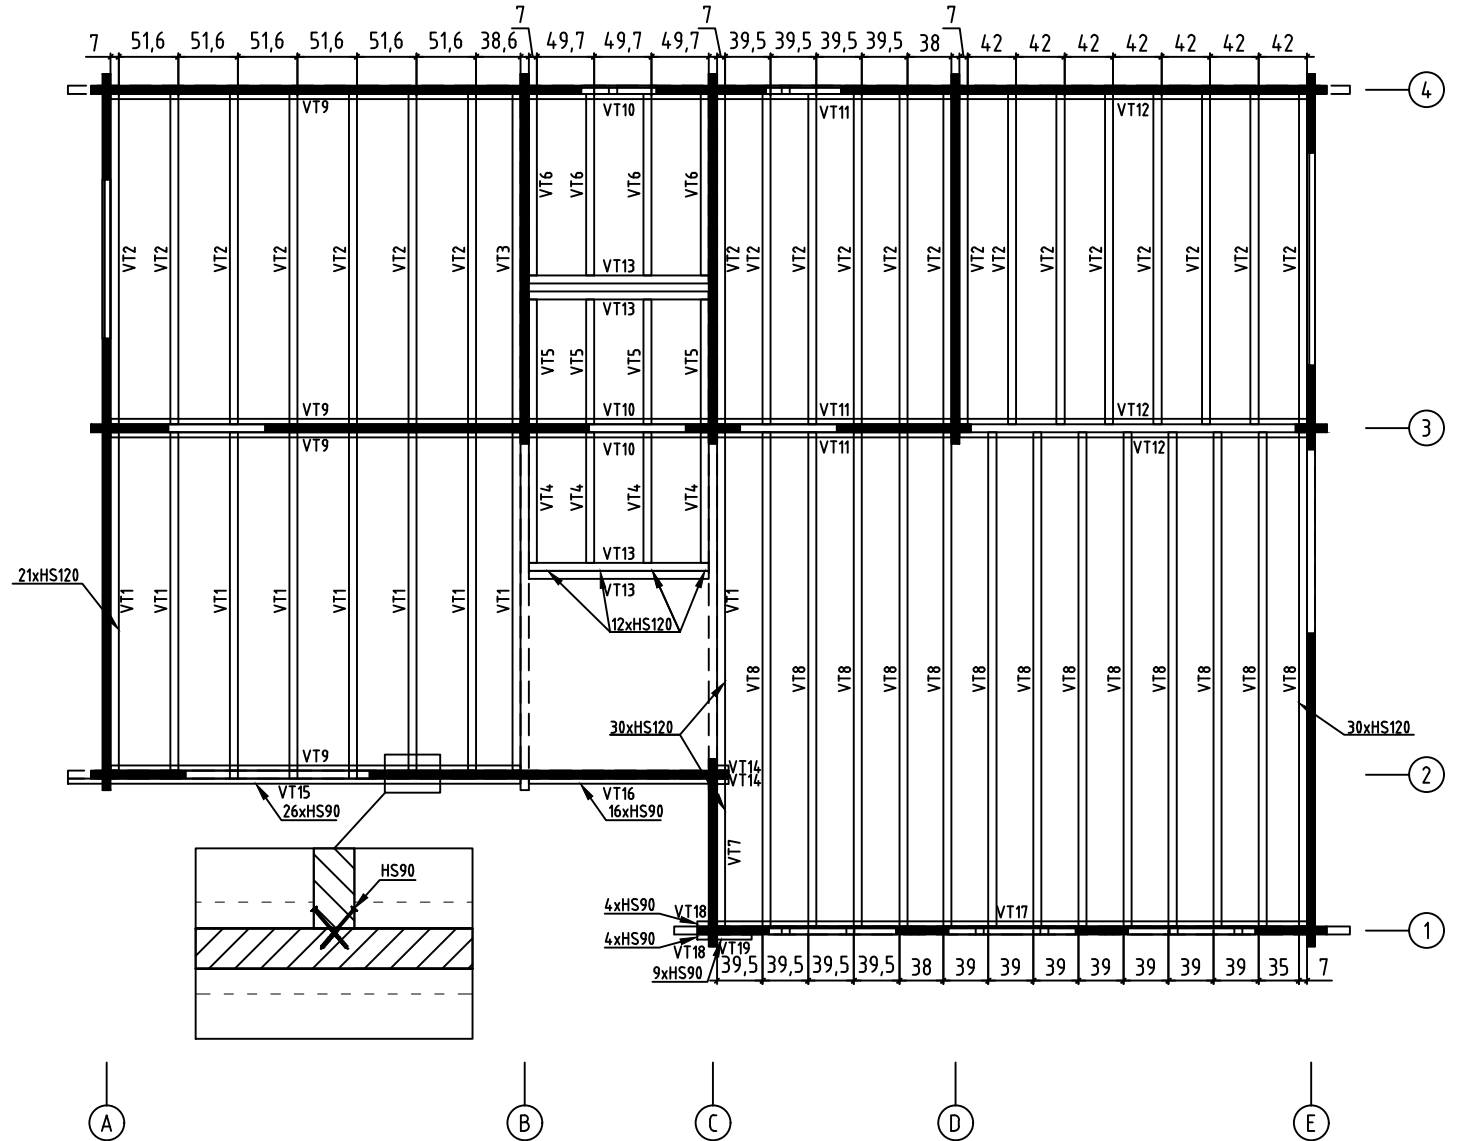 7 7 7
7 51,6 51,6 51,6 51,6 51,6 51,6 38,6 49,7 49,7 49,7 39,5 39,5 39,5 39,5 38 42 42 42 42 42 42 42
4
VT9 VT10 VT11 VT12
VT6 VT6 VT6 VT6
VT2 VT2 VT2 VT2 VT2 VT2 VT2 VT3 VT2 VT2 VT2 VT2 VT2 VT2 VT2 VT2 VT2 VT2 VT2 VT2 VT2
VT13
VT13
VT5 VT5 VT5 VT5
VT9 VT10 VT11 VT12
3
VT9 VT10 VT11 VT12
VT4 VT4 VT4 VT4
VT13
21xHS120
VT13
VT1 VT1 VT1 VT1 VT1 VT1 VT1 VT1 VT1
12xHS120
VT8 VT8 VT8 VT8 VT8 VT8 VT8 VT8 VT8 VT8 VT8 VT8 VT8
30xHS120 30xHS120
VT9
VT14
VT14
2
VT15 VT16
26xHS90 16xHS90
VT7
HS90
4xHS90 VT18 VT17
1
4xHS90 VT18 VT19
9xHS90 39,5 39,5 39,5 39,5 38 39 39 39 39 39 39 39 35 7
A B C D E